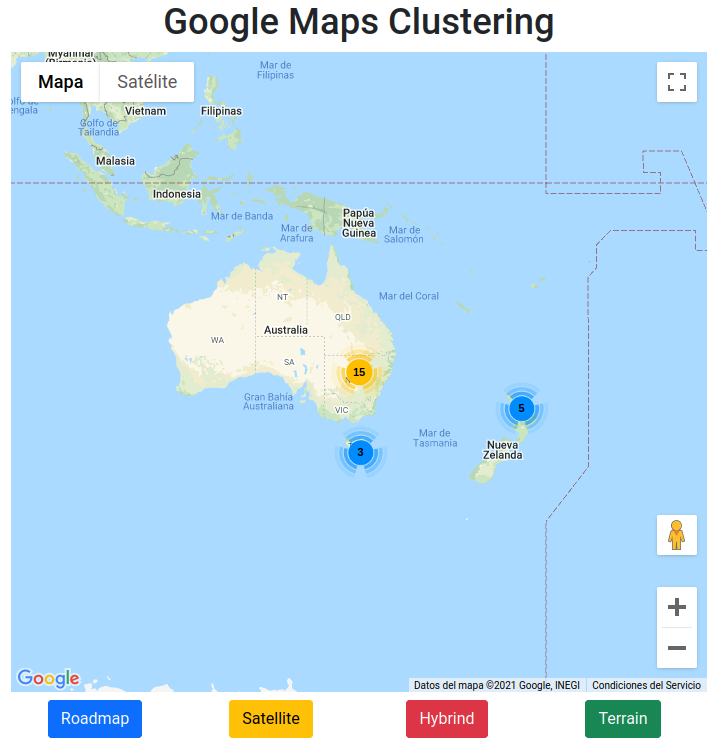 Google Maps Clustering
Myanmar
(Birmania)
Mapa
Satélite
Mar de
Filipinas
Vietnam
Filipinas
Golfo de
Tailandia
Malasia
Indonesia
Mar de Banda
Papúa
Nueva
Guinea
Mar de
Arafura
Mar de
Salomón
NT
Mar del Coral
QLD
Australia
WA
SA
15
Gran Bahía
Australiana
VIC
5
Mar de
Tasmania
3
Nueva
Zelanda
Google
Datos del mapa ©2021 Google, INEGI
Condiciones del Servicio
Roadmap
Satellite
Hybrind
Terrain